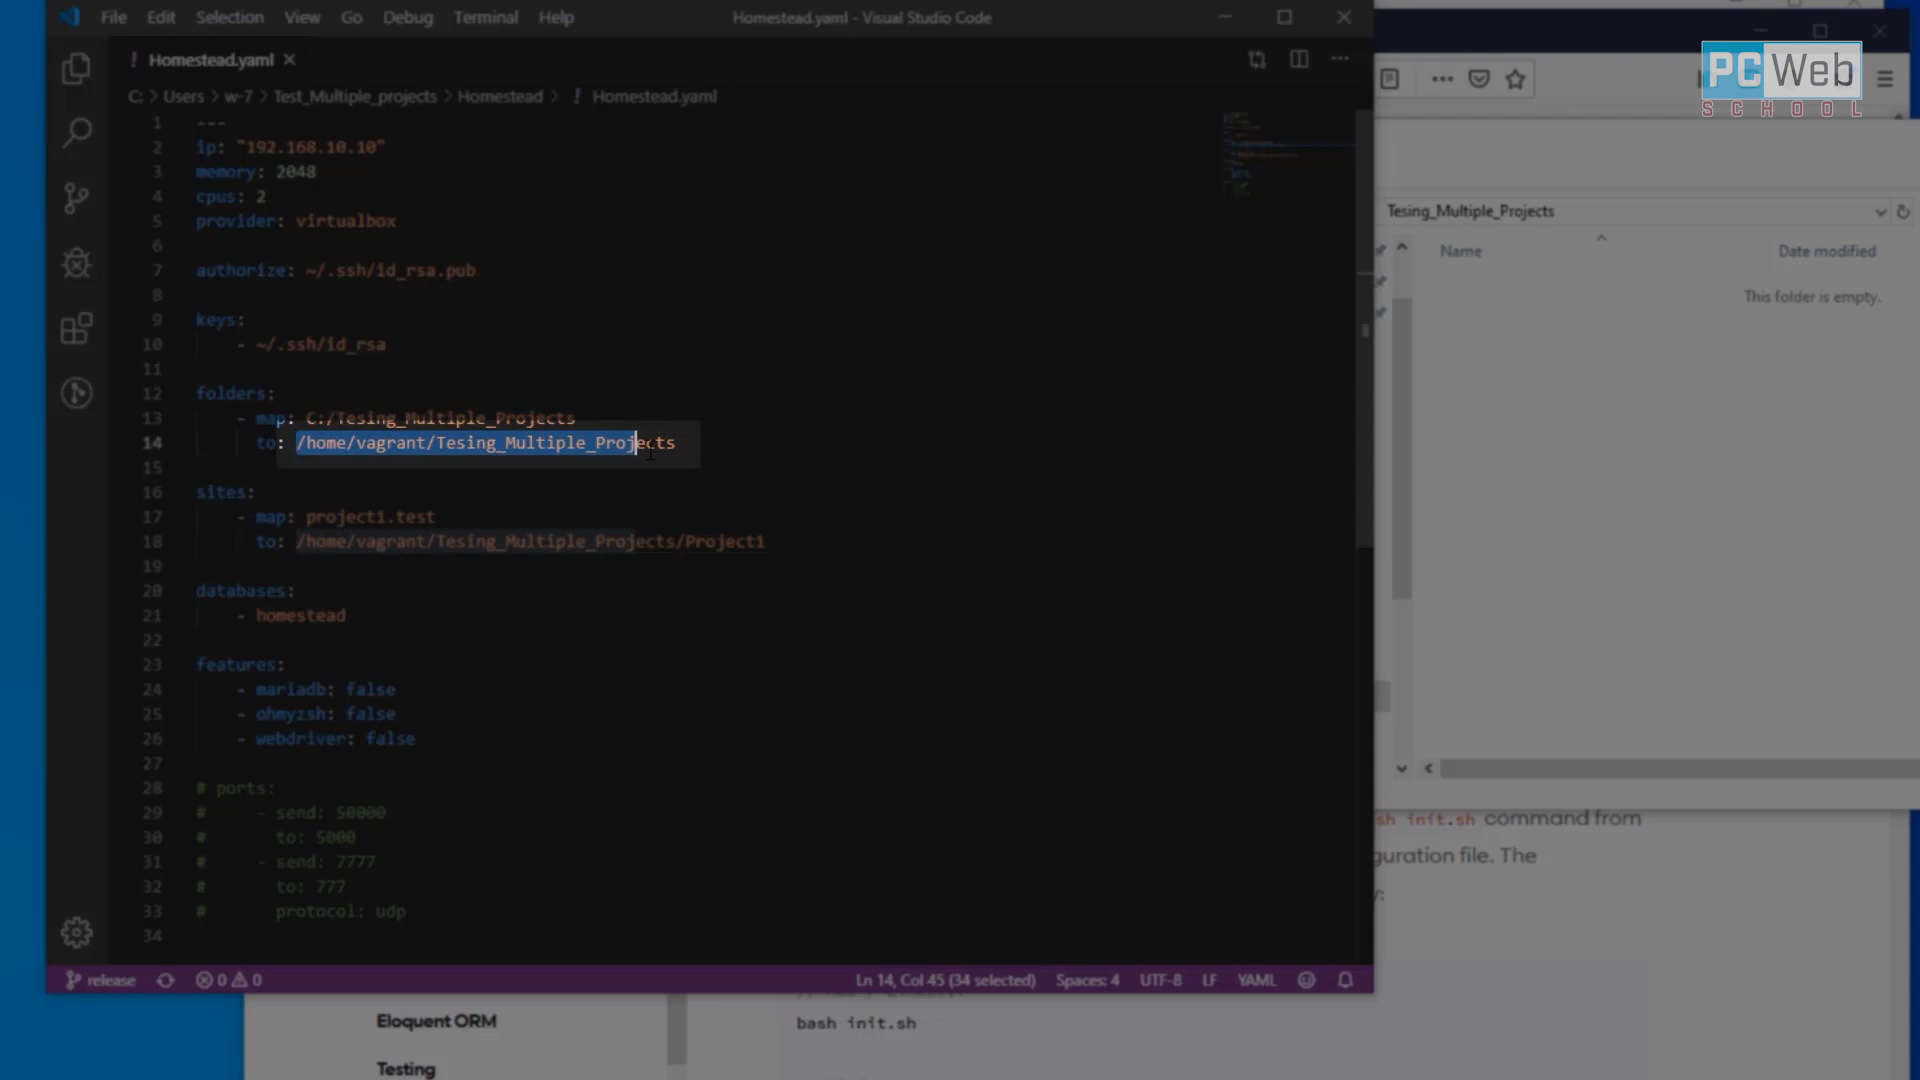 File Edit Selection View Go Debug Terminal Help Homestead.yaml - Visual Studio Code
Homestead.yaml
C: > Users > w-7 > Test_Multiple_projects > Homestead > ! Homestead.yaml
1 ---
2 ip: "192.168.10.10"
3 memory: 2048
4 cpus: 2
5 provider: virtualbox
6
7 authorize: ~/.ssh/id_rsa.pub
8
9 keys:
10 - ~/.ssh/id_rsa
11
12 folders:
13 - map: C:/Tesing_Multiple_Projects
14 to: /home/vagrant/Tesing_Multiple_Projects
15
16 sites:
17 - map: project1.test
18 to: /home/vagrant/Tesing_Multiple_Projects/Project1
19
20 databases:
21 - homestead
22
23 features:
24 - mariadb: false
25 - ohmyzsh: false
26 - webdriver: false
27
28 # ports:
29 # - send: 50000
30 # to: 5000
31 # - send: 7777
32 # to: 777
33 # protocol: udp
34
release 0 0 Ln 14, Col 45 (34 selected) Spaces: 4 UTF-8 LF YAML
PC Web
SCHOOL
Tesing_Multiple_Projects
Name Date modified
This folder is empty.
sh init.sh command from
guration file. The
y:
Eloquent ORM
Testing
bash init.sh